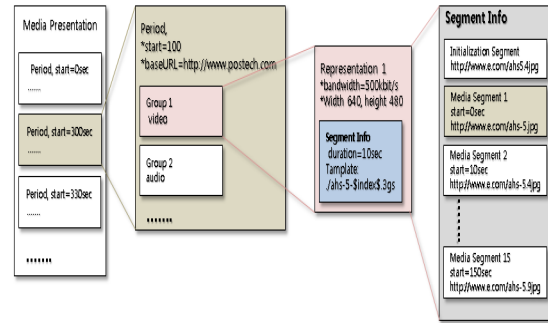 Media Presentation
Period, start=0sec
.......
Period, start=300sec
.......
Period, start=330sec
.......
.......
Period,
*start=100
*baseURL=http://www.postech.com
Group 1
video
Group 2
audio
.......
Representation 1
*bandwidth=500kbit/s
*Width 640, height 480
Segment Info
duration=10sec
Tamplate:
./ahs-5-$index$.3gs
Segment Info
Initialization Segment
http://www.e.com/ahs5.4jpg
Media Segment 1
start=0sec
http://www.e.com/ahs-5.jpg
Media Segment 2
start=10sec
http://www.e.com/ahs-5.4jpg
Media Segment 15
start=150sec
http://www.e.com/ahs-5.9jpg